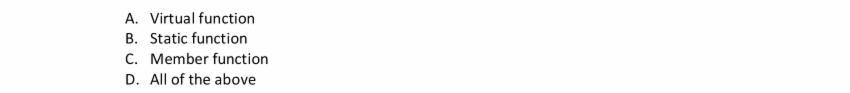 A. Virtual function
B. Static function
C. Member function
D. All of the above